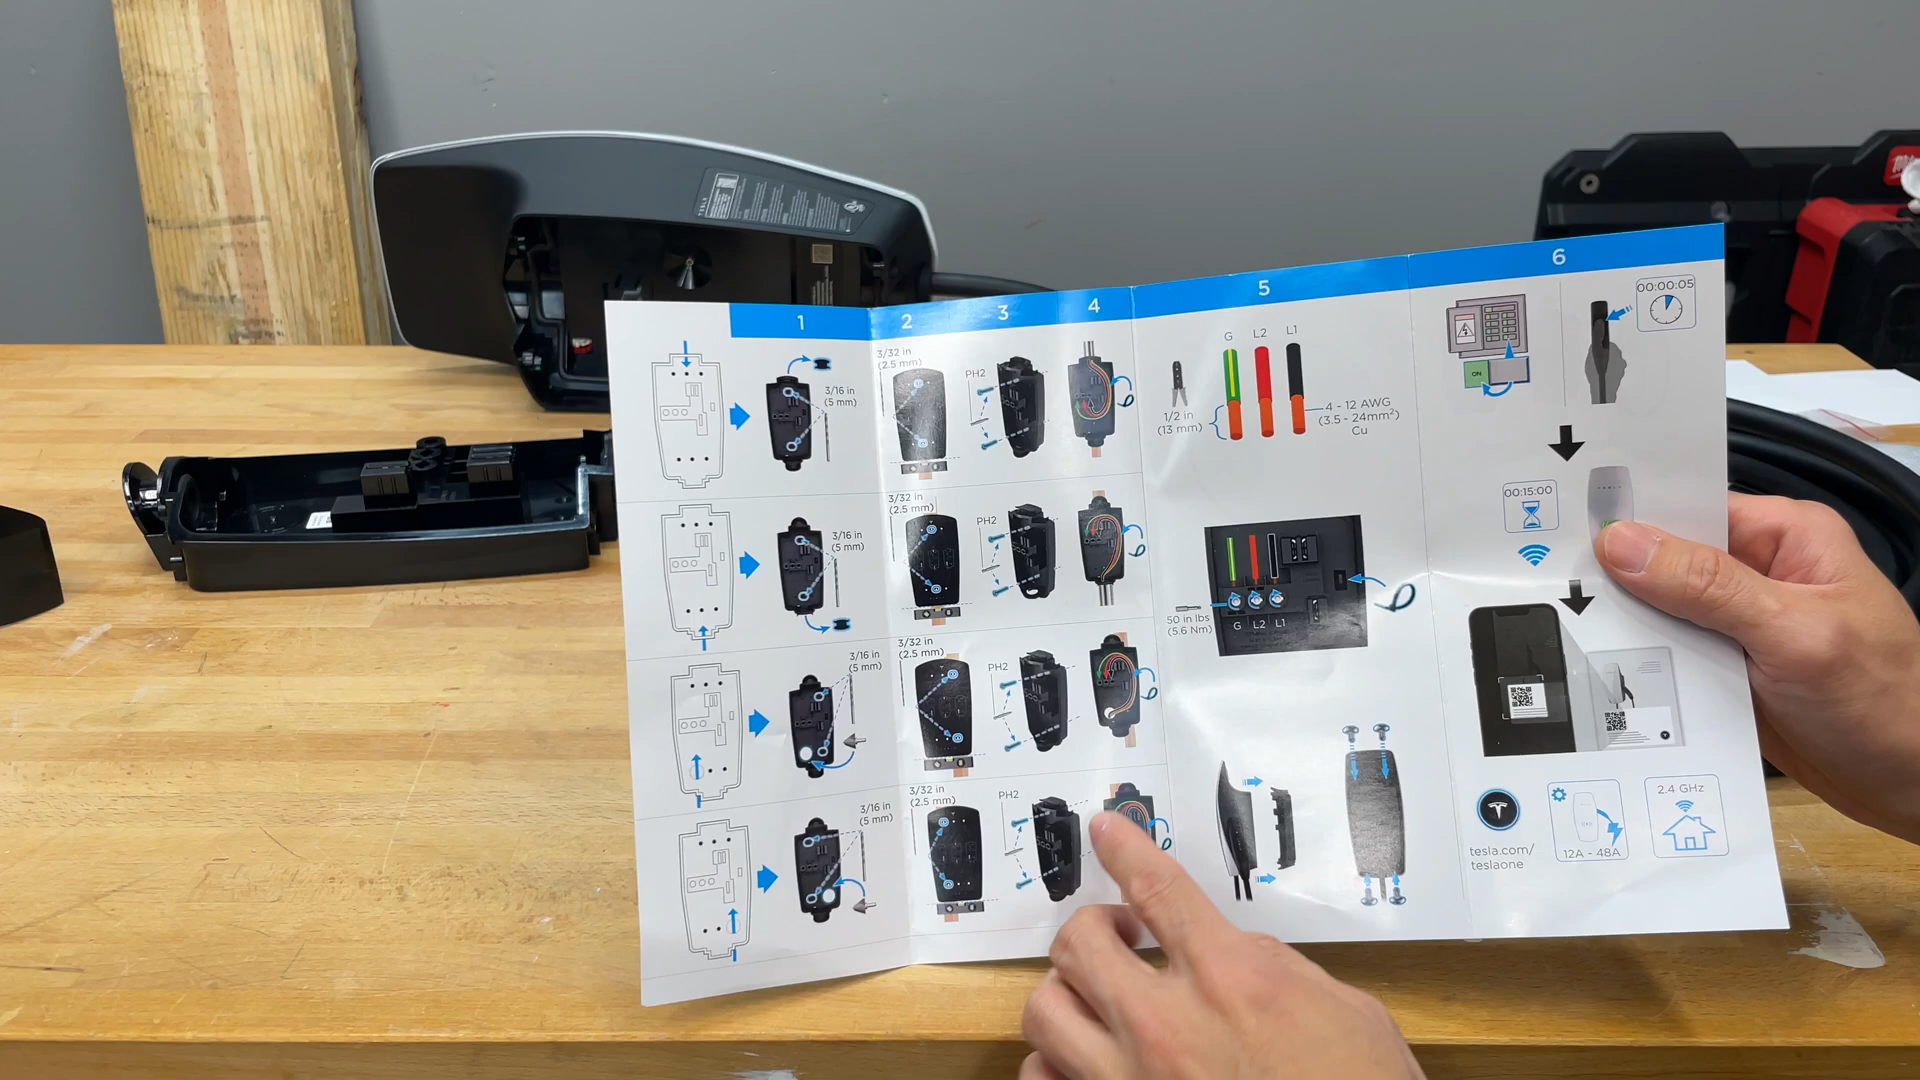 1
2
3
4
5
6
3/16 in
(5 mm)
3/32 in
(2.5 mm)
PH2
3/16 in
(5 mm)
3/32 in
(2.5 mm)
PH2
3/16 in
(5 mm)
3/32 in
(2.5 mm)
PH2
3/16 in
(5 mm)
3/32 in
(2.5 mm)
PH2
G L2 L1
1/2 in
(13 mm)
4 - 12 AWG
(3.5 - 24mm²)
Cu
50 in lbs
(5.6 Nm)
G L2 L1
00:00:05
ON
00:15:00
TESLA
tesla.com/
teslaone
12A - 48A
2.4 GHz